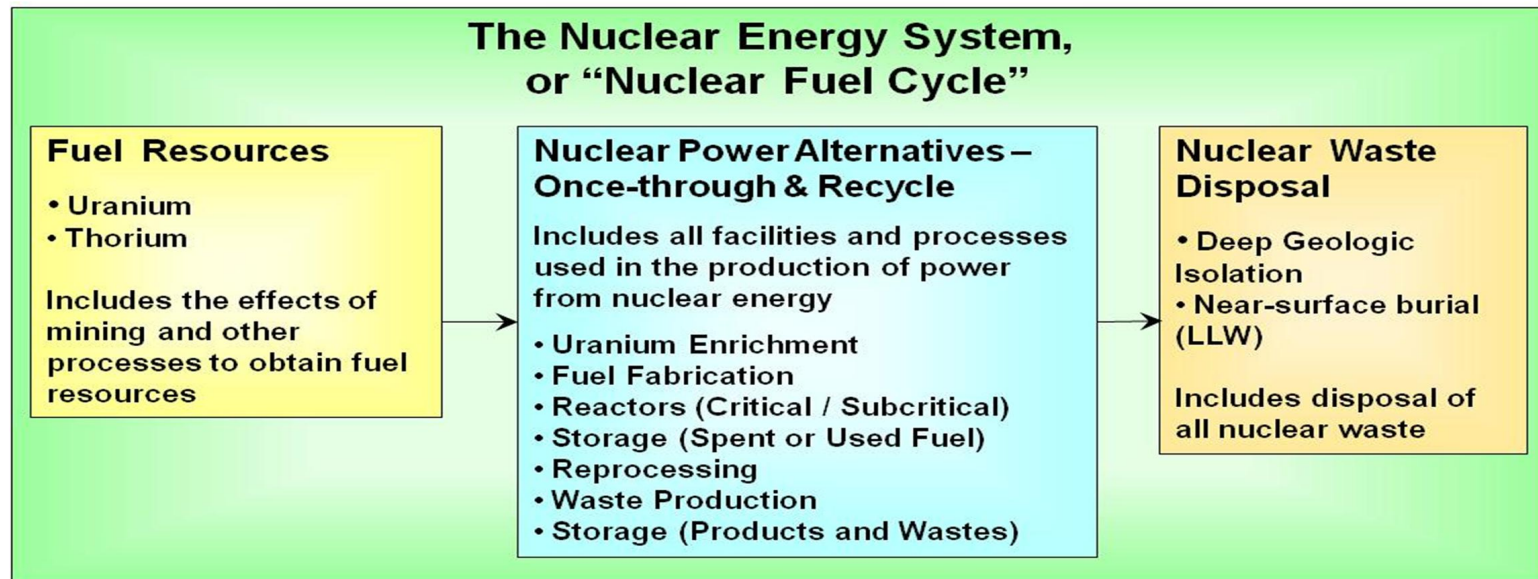 The Nuclear Energy System,
or “Nuclear Fuel Cycle”
Fuel Resources
• Uranium
• Thorium
Includes the effects of
mining and other
processes to obtain fuel
resources
Nuclear Power Alternatives –
Once-through & Recycle
Includes all facilities and processes
used in the production of power
from nuclear energy
• Uranium Enrichment
• Fuel Fabrication
• Reactors (Critical / Subcritical)
• Storage (Spent or Used Fuel)
• Reprocessing
• Waste Production
• Storage (Products and Wastes)
Nuclear Waste
Disposal
• Deep Geologic
Isolation
• Near-surface burial
(LLW)
Includes disposal of
all nuclear waste